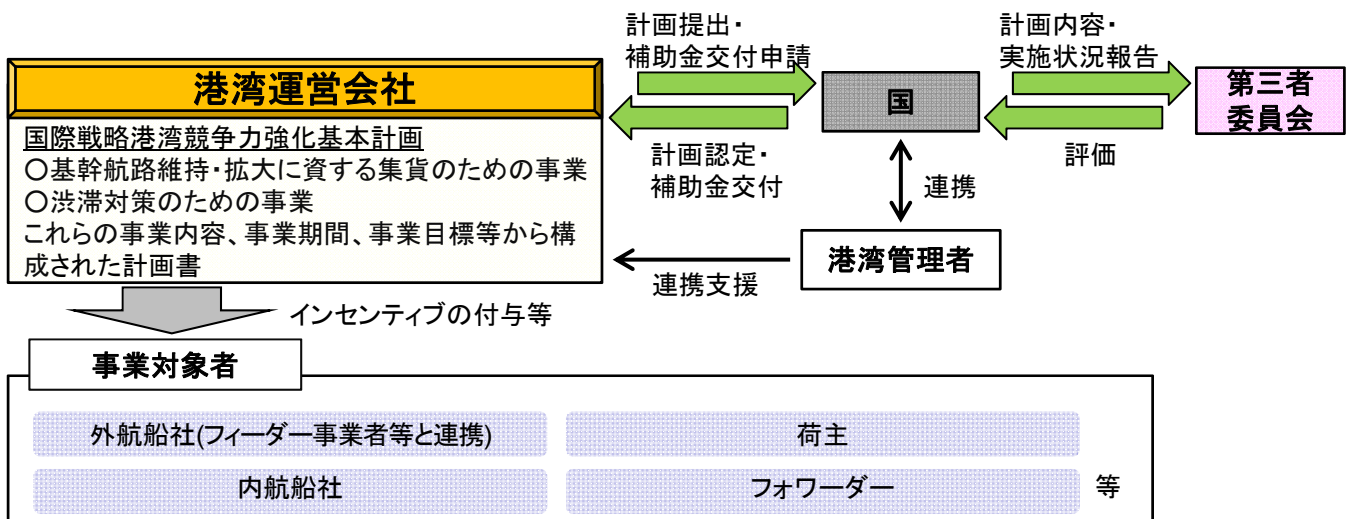 計画提出・
補助金交付申請
計画内容・
実施状況報告
港湾運営会社
国
第三者
委員会
国際戦略港湾競争力強化基本計画
〇基幹航路維持・拡大に資する集貨のための事業
〇渋滞対策のための事業
これらの事業内容、事業期間、事業目標等から構
成された計画書
計画認定・
補助金交付
評価
連携
港湾管理者
連携支援
インセンティブの付与等
事業対象者
外航船社(フィーダー事業者等と連携)
荷主
内航船社
フォワーダー
等